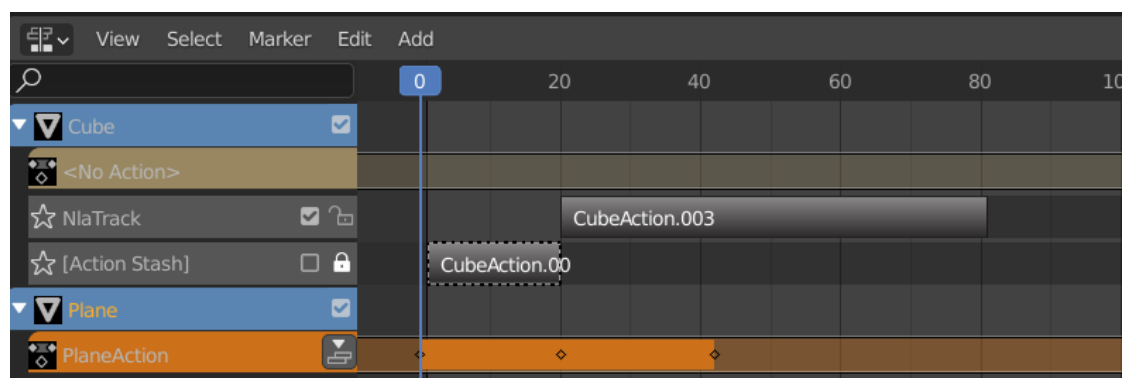 View Select Marker Edit Add
0 20 40 60 80 10
Cube
<No Action>
NlaTrack CubeAction.003
[Action Stash] CubeAction.00
Plane
PlaneAction